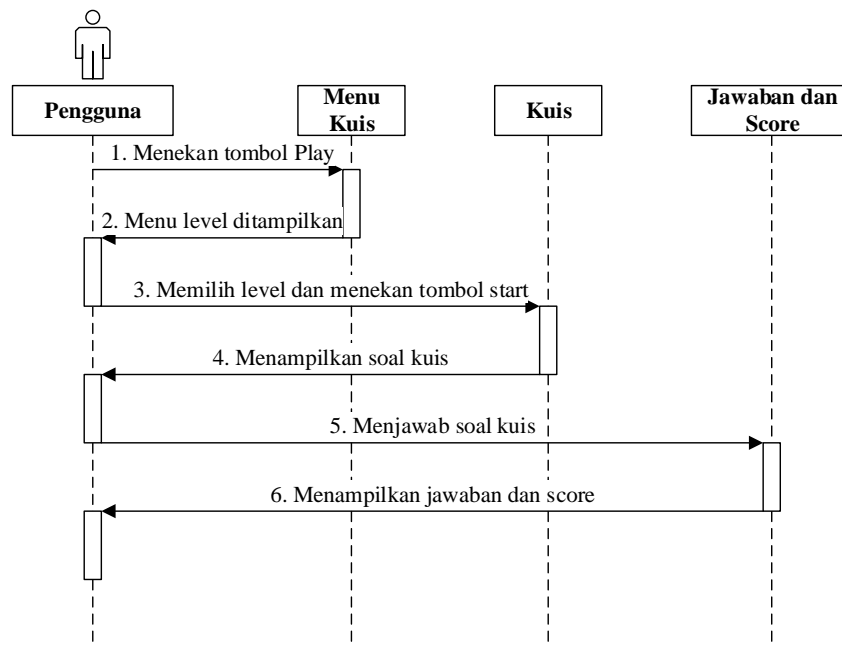 Pengguna
Menu
Kuis
Kuis
Jawaban dan
Score
1. Menekan tombol Play
2. Menu level ditampilkan
3. Memilih level dan menekan tombol start
4. Menampilkan soal kuis
5. Menjawab soal kuis
6. Menampilkan jawaban dan score